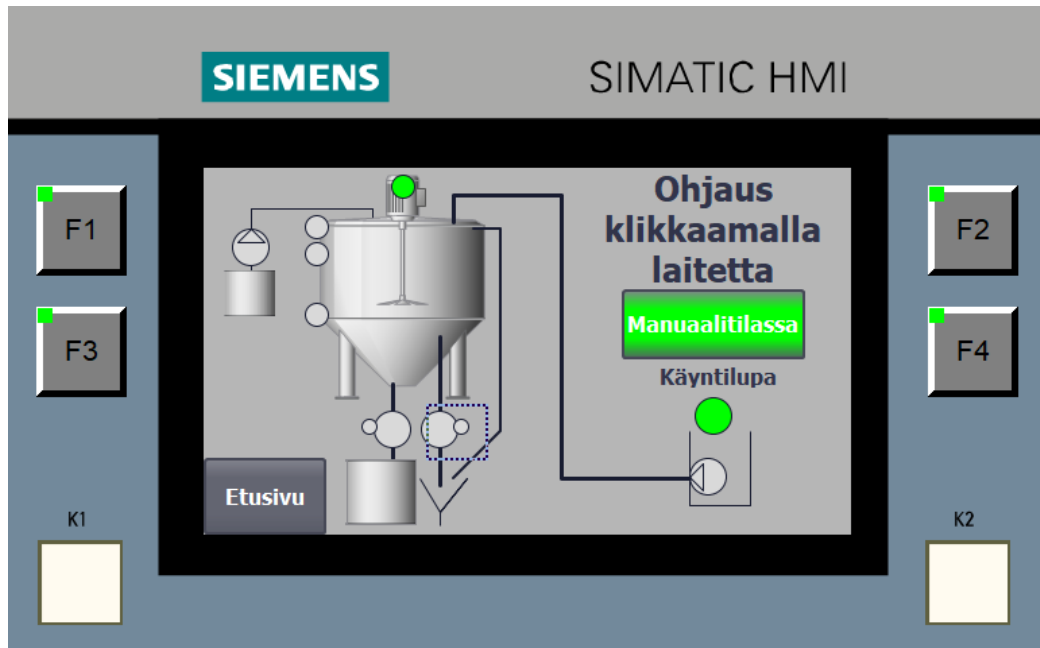 SIEMENS
SIMATIC HMI
F1
F2
F3
F4
Ohjaus
klikkaamalla
laitetta
Manuaalitilassa
Käyntilupa
Etusivu
K1
K2